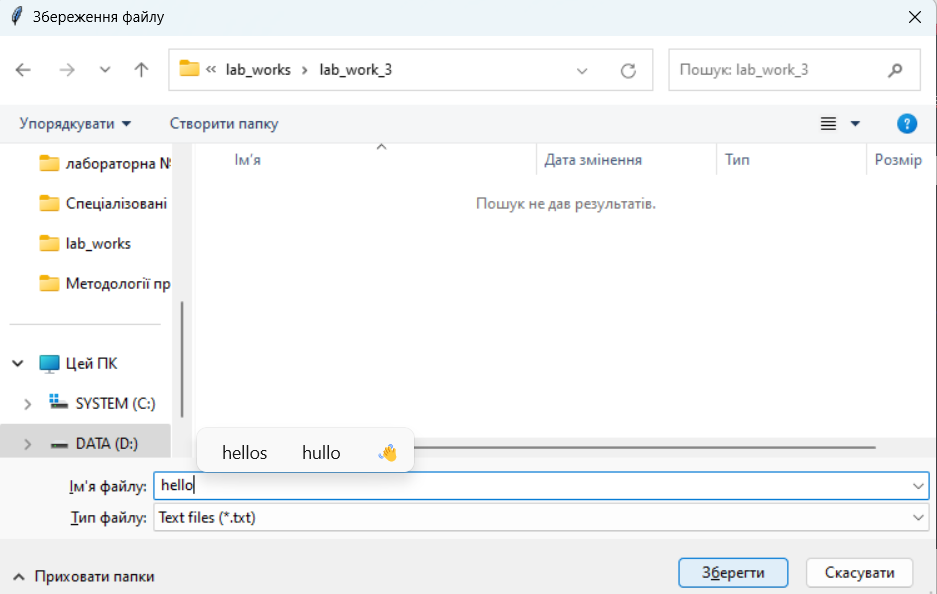 Збереження файлу
lab_works lab_work_3 Пошук: lab_work_3
Упорядкувати Створити папку ?
лабораторна № Ім'я Дата змінення Тип Розмір
Спеціалізовані Пошук не дав результатів.
lab_works
Методології пр
Цей ПК
SYSTEM (C:)
DATA (D:)
hellos hullo
Ім'я файлу: hello
Тип файлу: Text files (*.txt)
Приховати папки Зберегти Скасувати